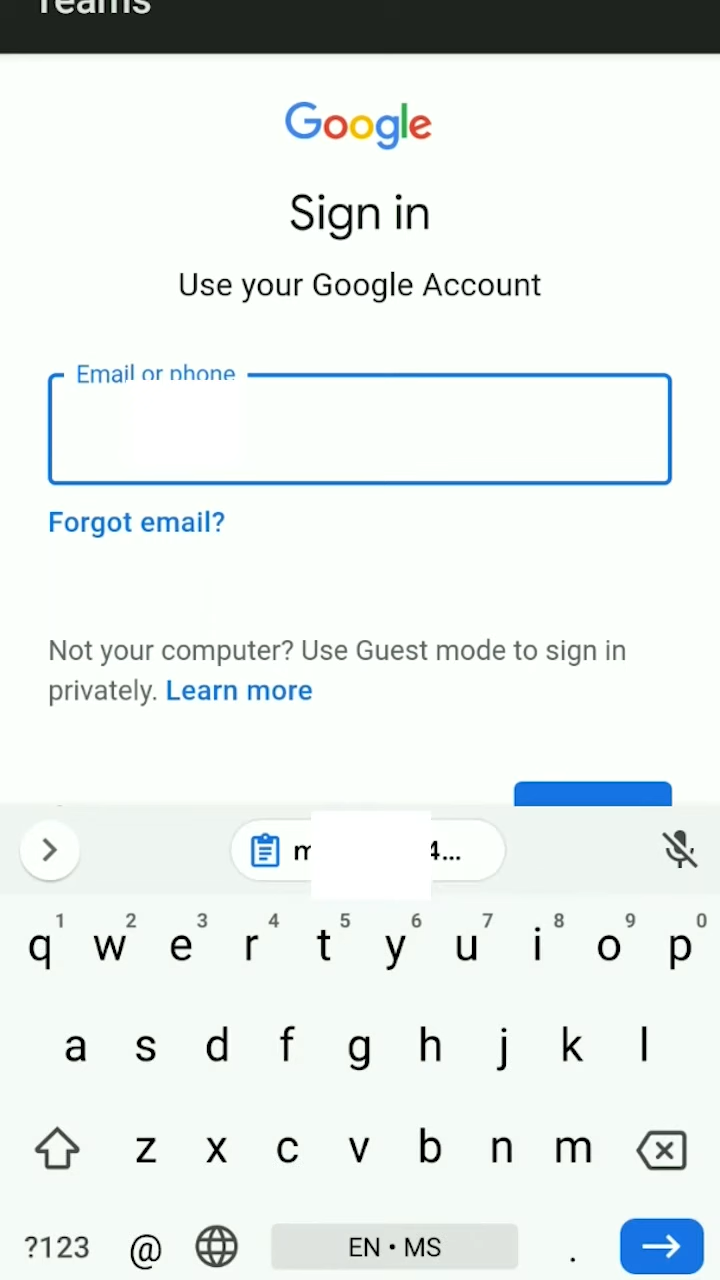 Teams
Google
Sign in
Use your Google Account
Email or phone
Forgot email?
Not your computer? Use Guest mode to sign in
privately. Learn more
m 4...
1 2 3 4 5 6 7 8 9 0
q w e r t y u i o p
a s d f g h j k l
z x c v b n m
?123 @ EN • MS .